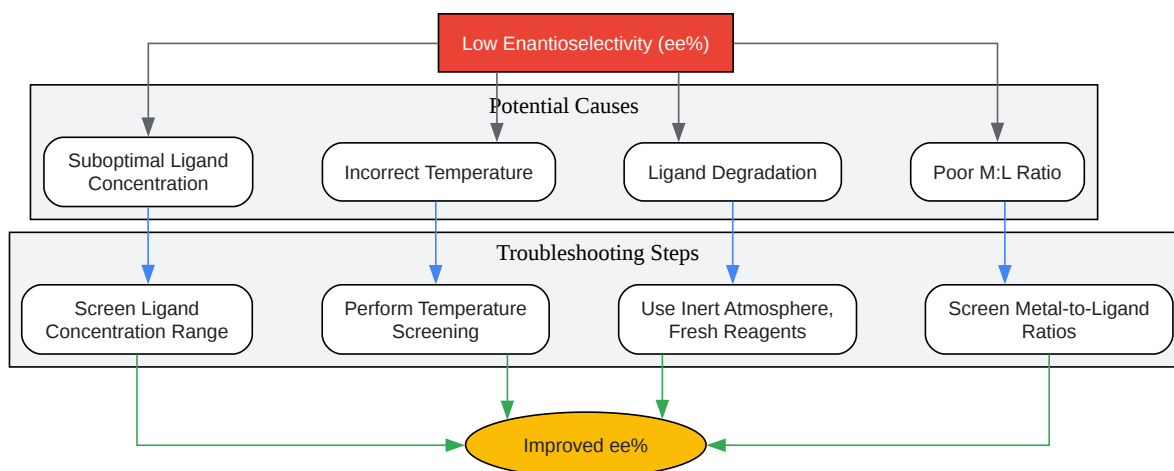 Low Enantioselectivity (ee%)
Potential Causes
Suboptimal Ligand
Concentration
Incorrect Temperature
Ligand Degradation
Poor M:L Ratio
Troubleshooting Steps
Screen Ligand
Concentration Range
Perform Temperature
Screening
Use Inert Atmosphere,
Fresh Reagents
Screen Metal-to-Ligand
Ratios
Improved ee%